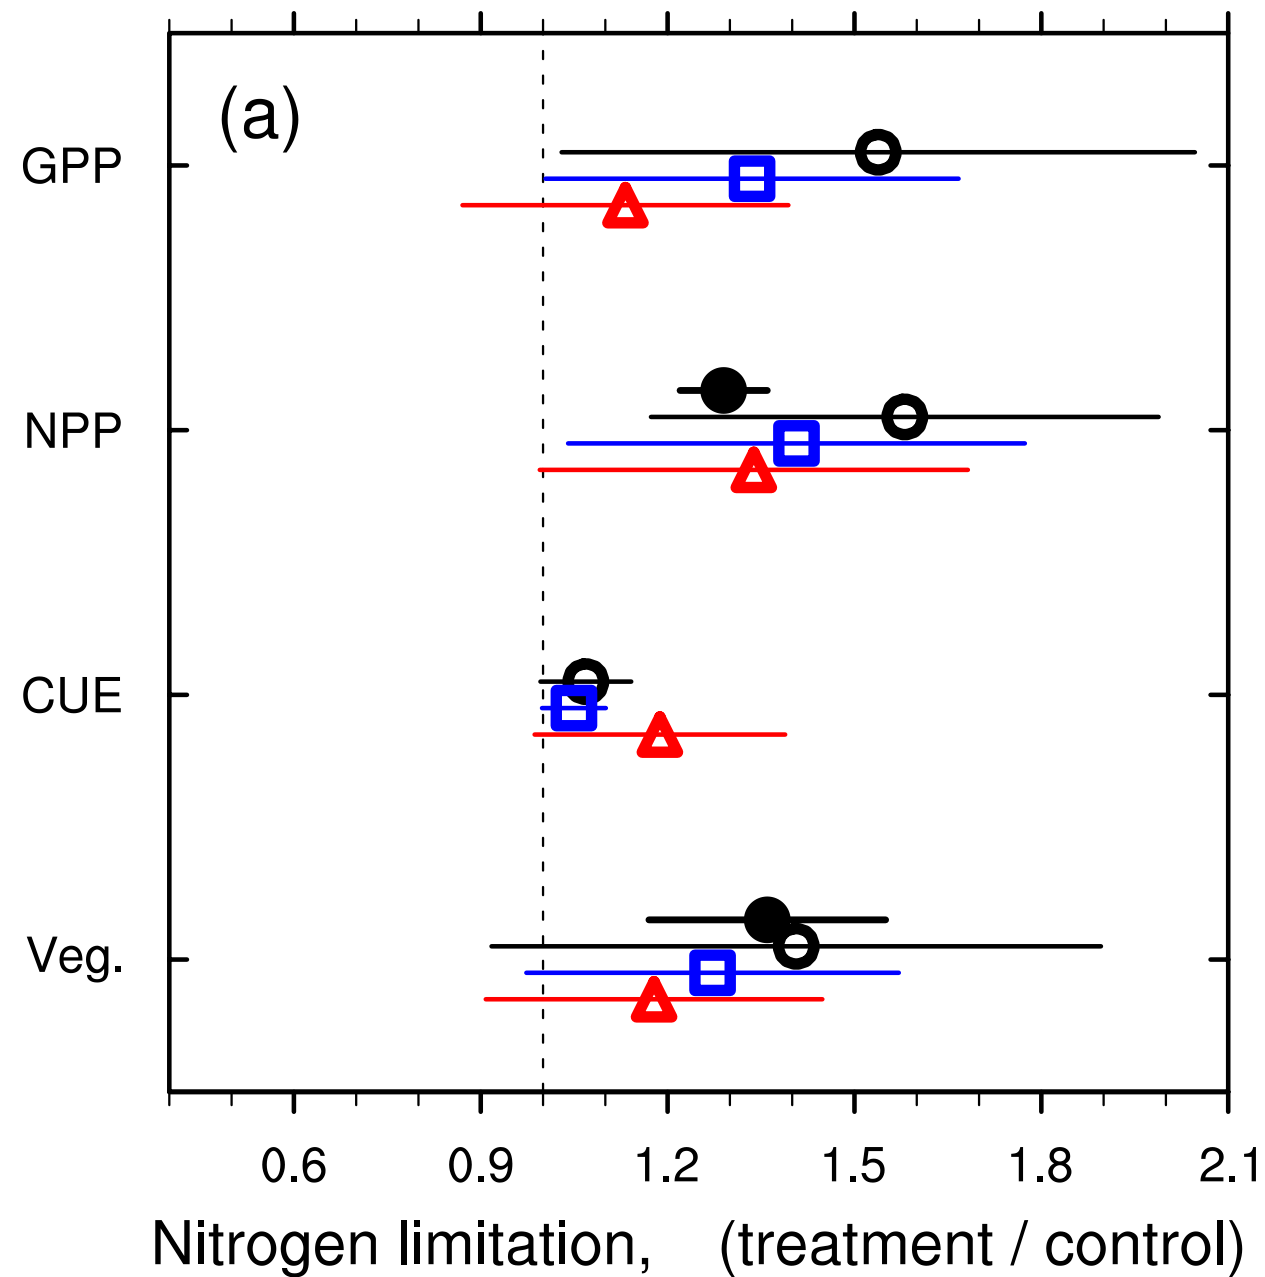 (a)
GPP
NPP
CUE
Veg.
0.6 0.9 1.2 1.5 1.8 2.1
Nitrogen limitation, (treatment / control)